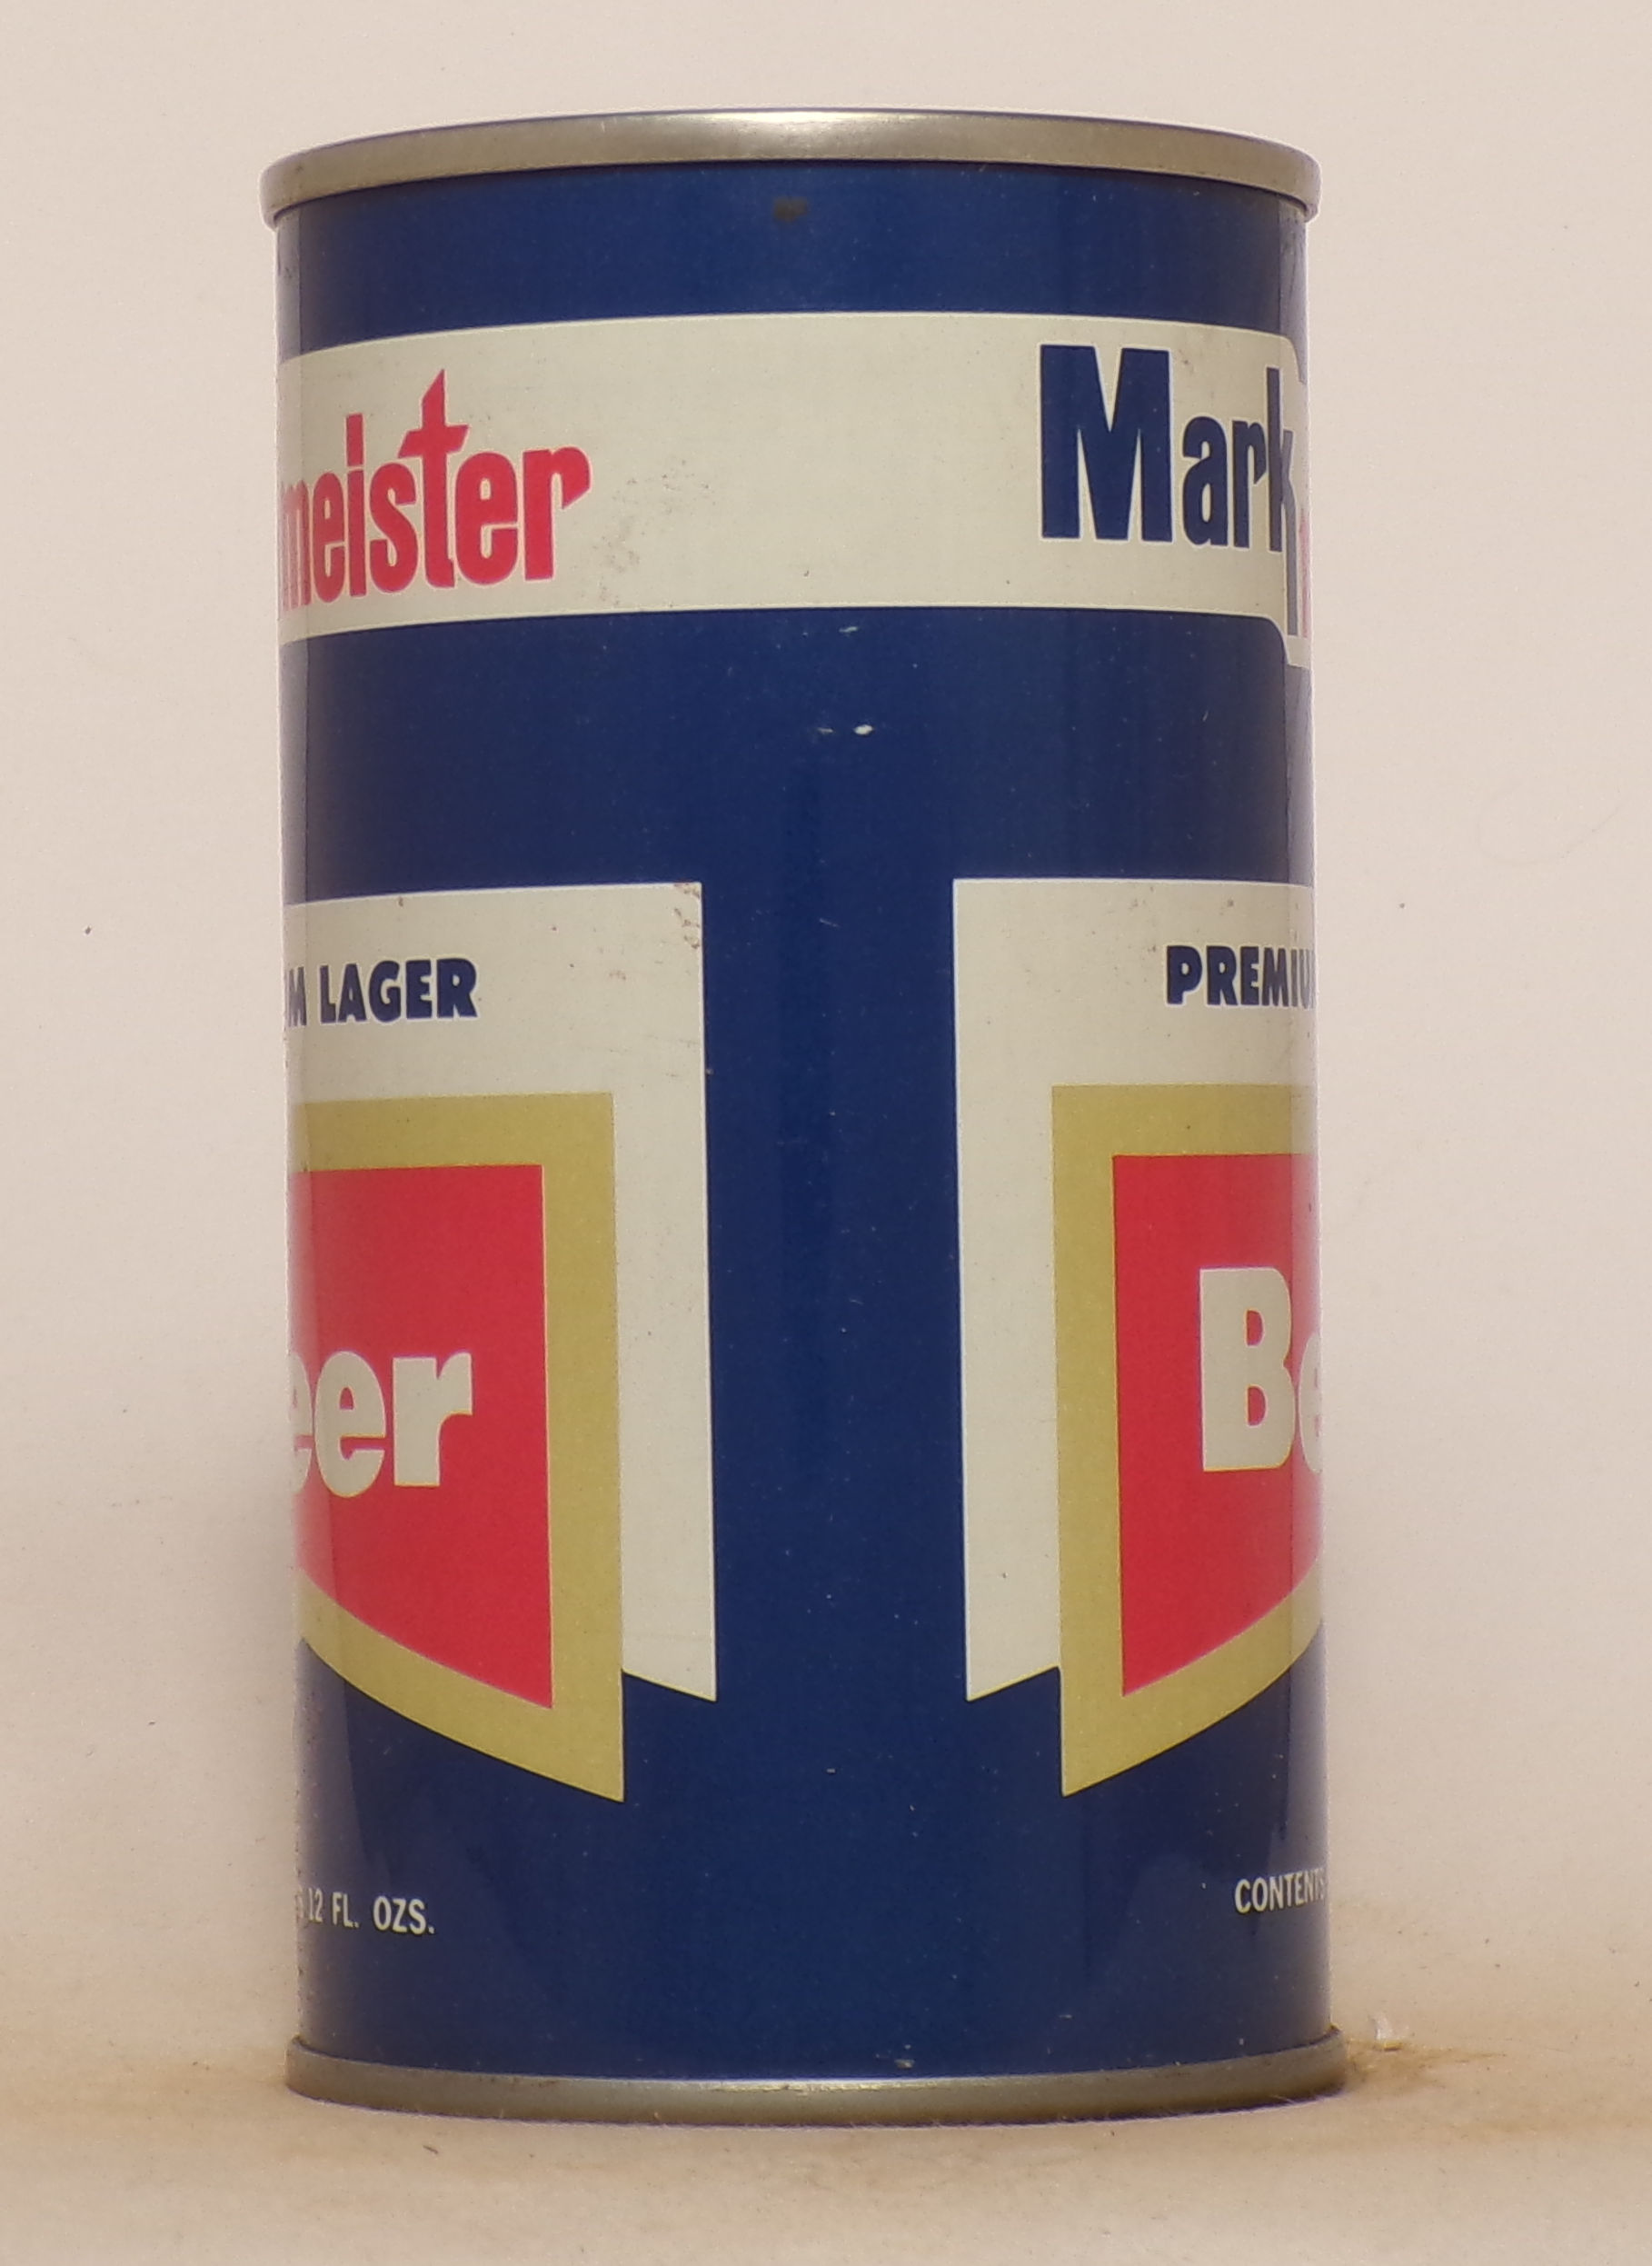 meister
Mark
M LAGER
PREMIU
eer
Be
12 FL. OZS.
CONTENTS